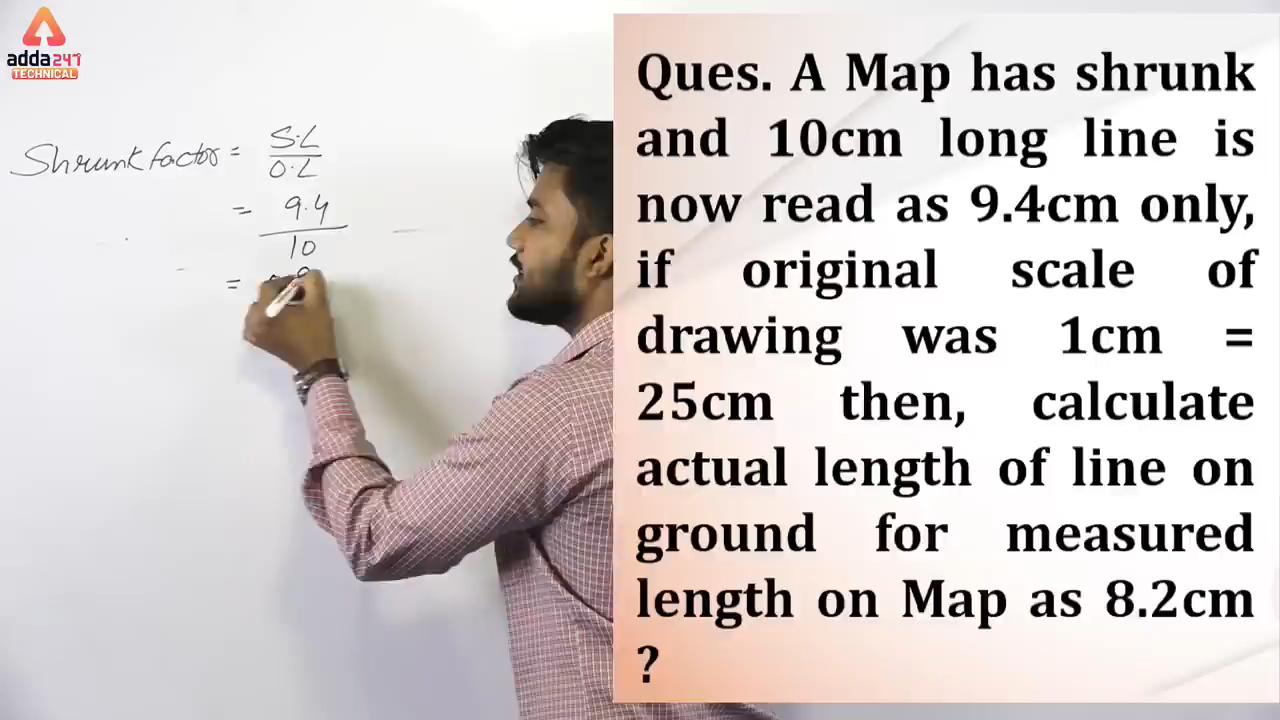 adda247
TECHNICAL
Shrunk factor = S.L
O.L
= 9.4
10
=
Ques. A Map has shrunk
and 10cm long line is
now read as 9.4cm only,
if original scale of
drawing was 1cm =
25cm then, calculate
actual length of line on
ground for measured
length on Map as 8.2cm
?